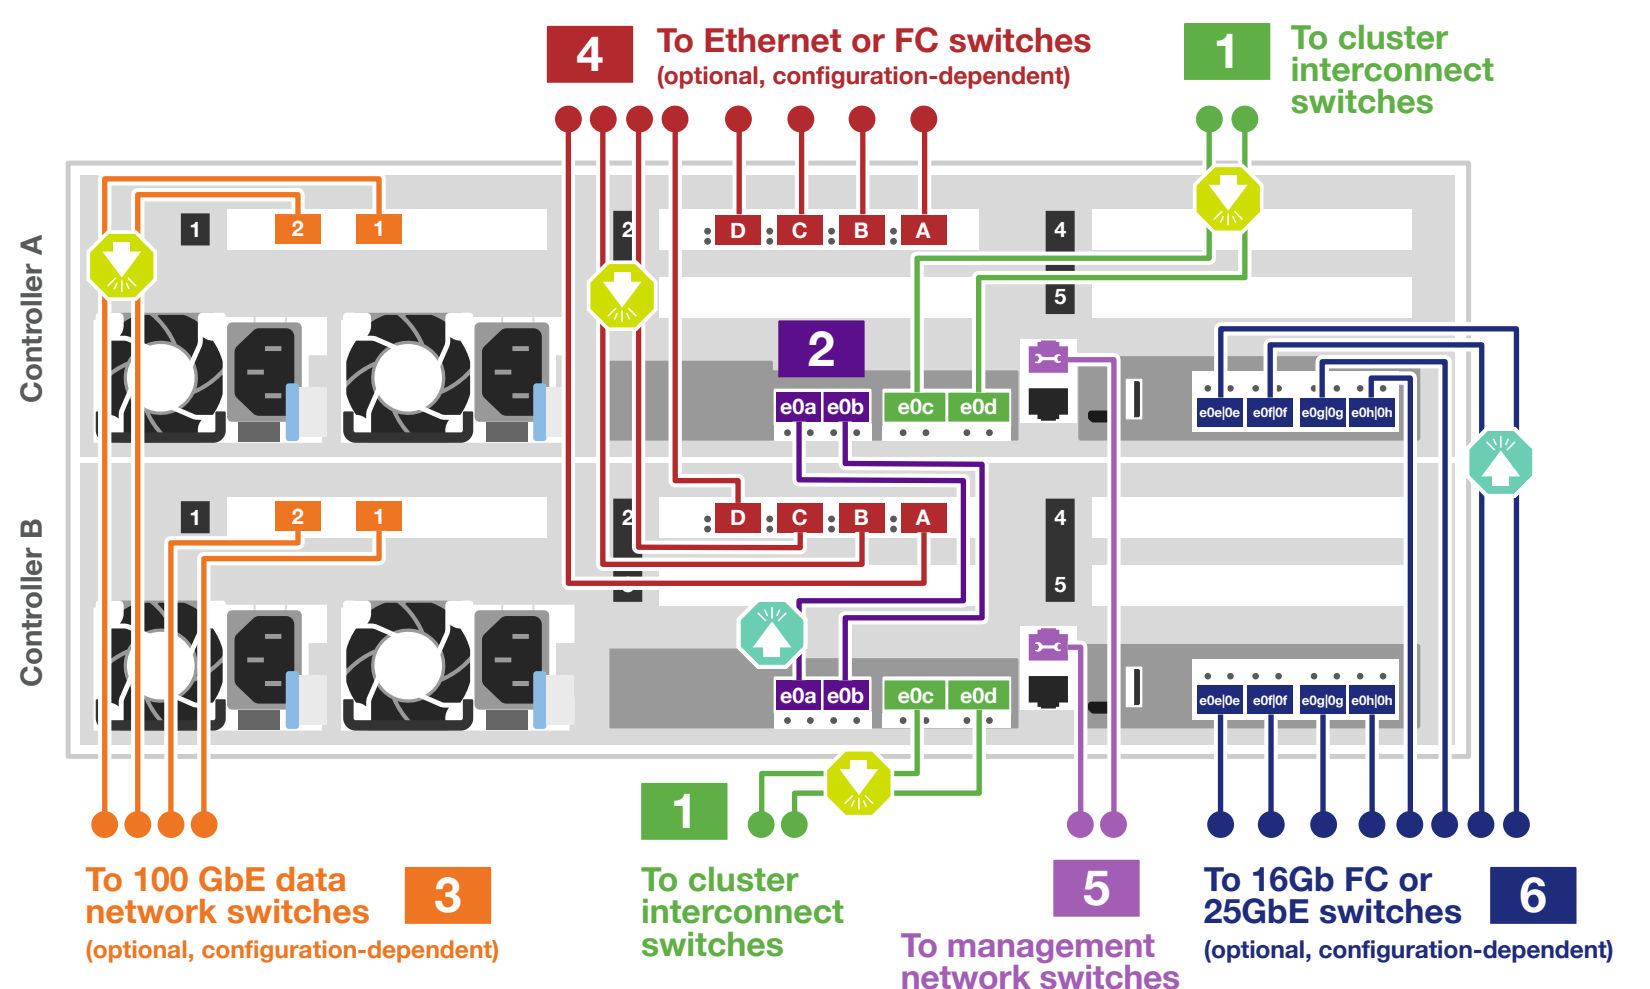 4
To Ethernet or FC switches
(optional, configuration-dependent)
1
To cluster
interconnect
switches
Controller A
1
2
1
2
D
C
B
A
4
5
2
e0a
e0b
e0c
e0d
e0e|0e
e0f|0f
e0g|0g
e0h|0h
Controller B
1
2
1
2
D
C
B
A
4
5
e0a
e0b
e0c
e0d
e0e|0e
e0f|0f
e0g|0g
e0h|0h
To 100 GbE data
network switches
(optional, configuration-dependent)
3
1
To cluster
interconnect
switches
5
To management
network switches
To 16Gb FC or
25GbE switches
(optional, configuration-dependent)
6